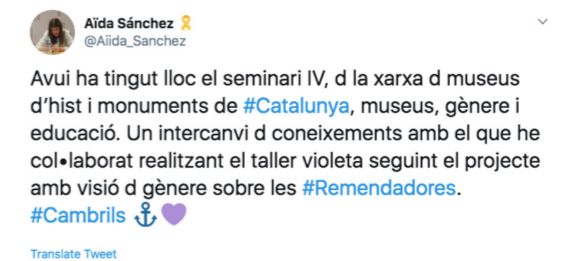 Aïda Sánchez 🎗️
@Aiida_Sanchez
Avui ha tingut lloc el seminari IV, d la xarxa d museus
d'hist i monuments de #Catalunya, museus, gènere i
educació. Un intercanvi d coneixements amb el que he
col•laborat realitzant el taller violeta seguint el projecte
amb visió d gènere sobre les #Remendadores.
#Cambrils ⚓💜
Translate Tweet